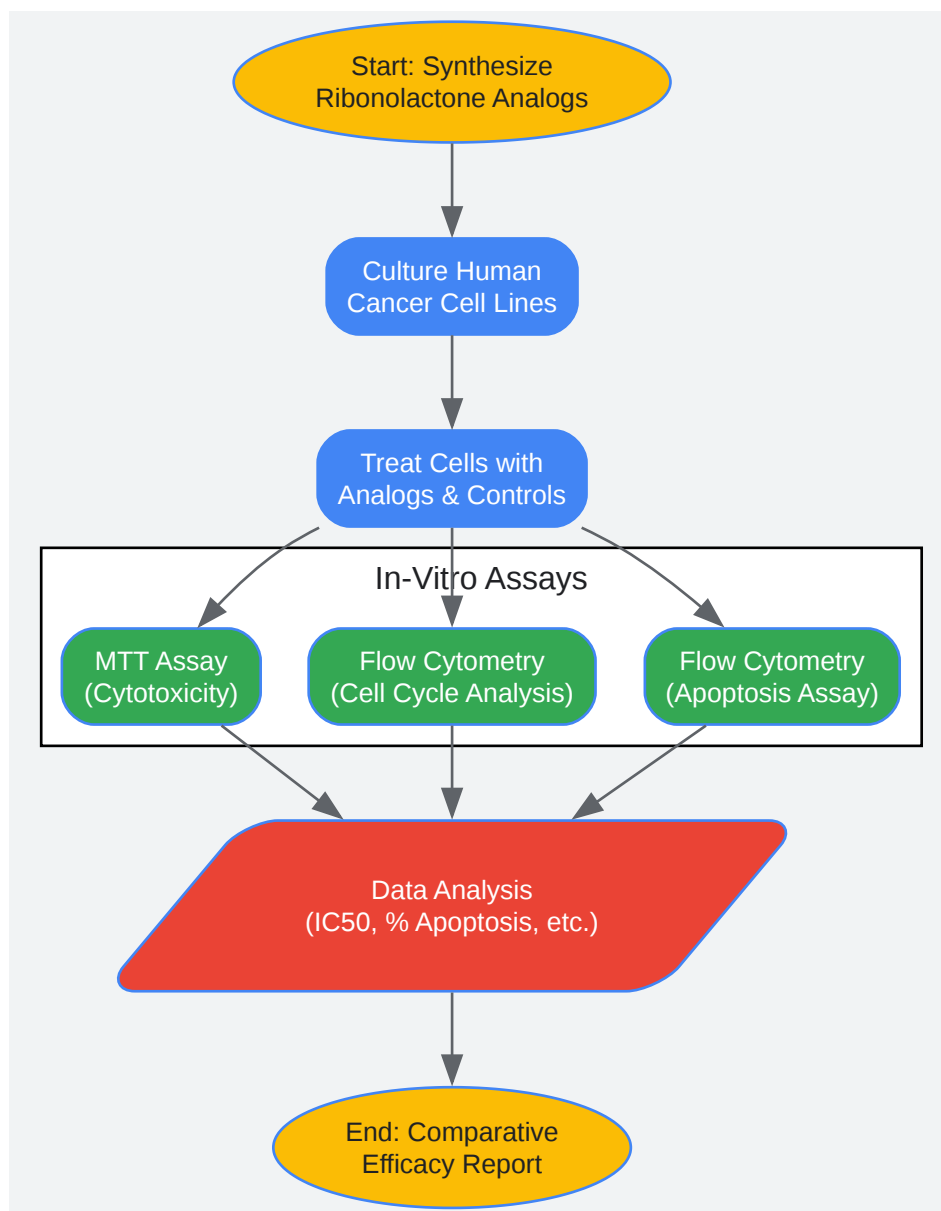 Start: Synthesize
Ribonolactone Analogs
Culture Human
Cancer Cell Lines
Treat Cells with
Analogs & Controls
In-Vitro Assays
MTT Assay
(Cytotoxicity)
Flow Cytometry
(Cell Cycle Analysis)
Flow Cytometry
(Apoptosis Assay)
Data Analysis
(IC50, % Apoptosis, etc.)
End: Comparative
Efficacy Report